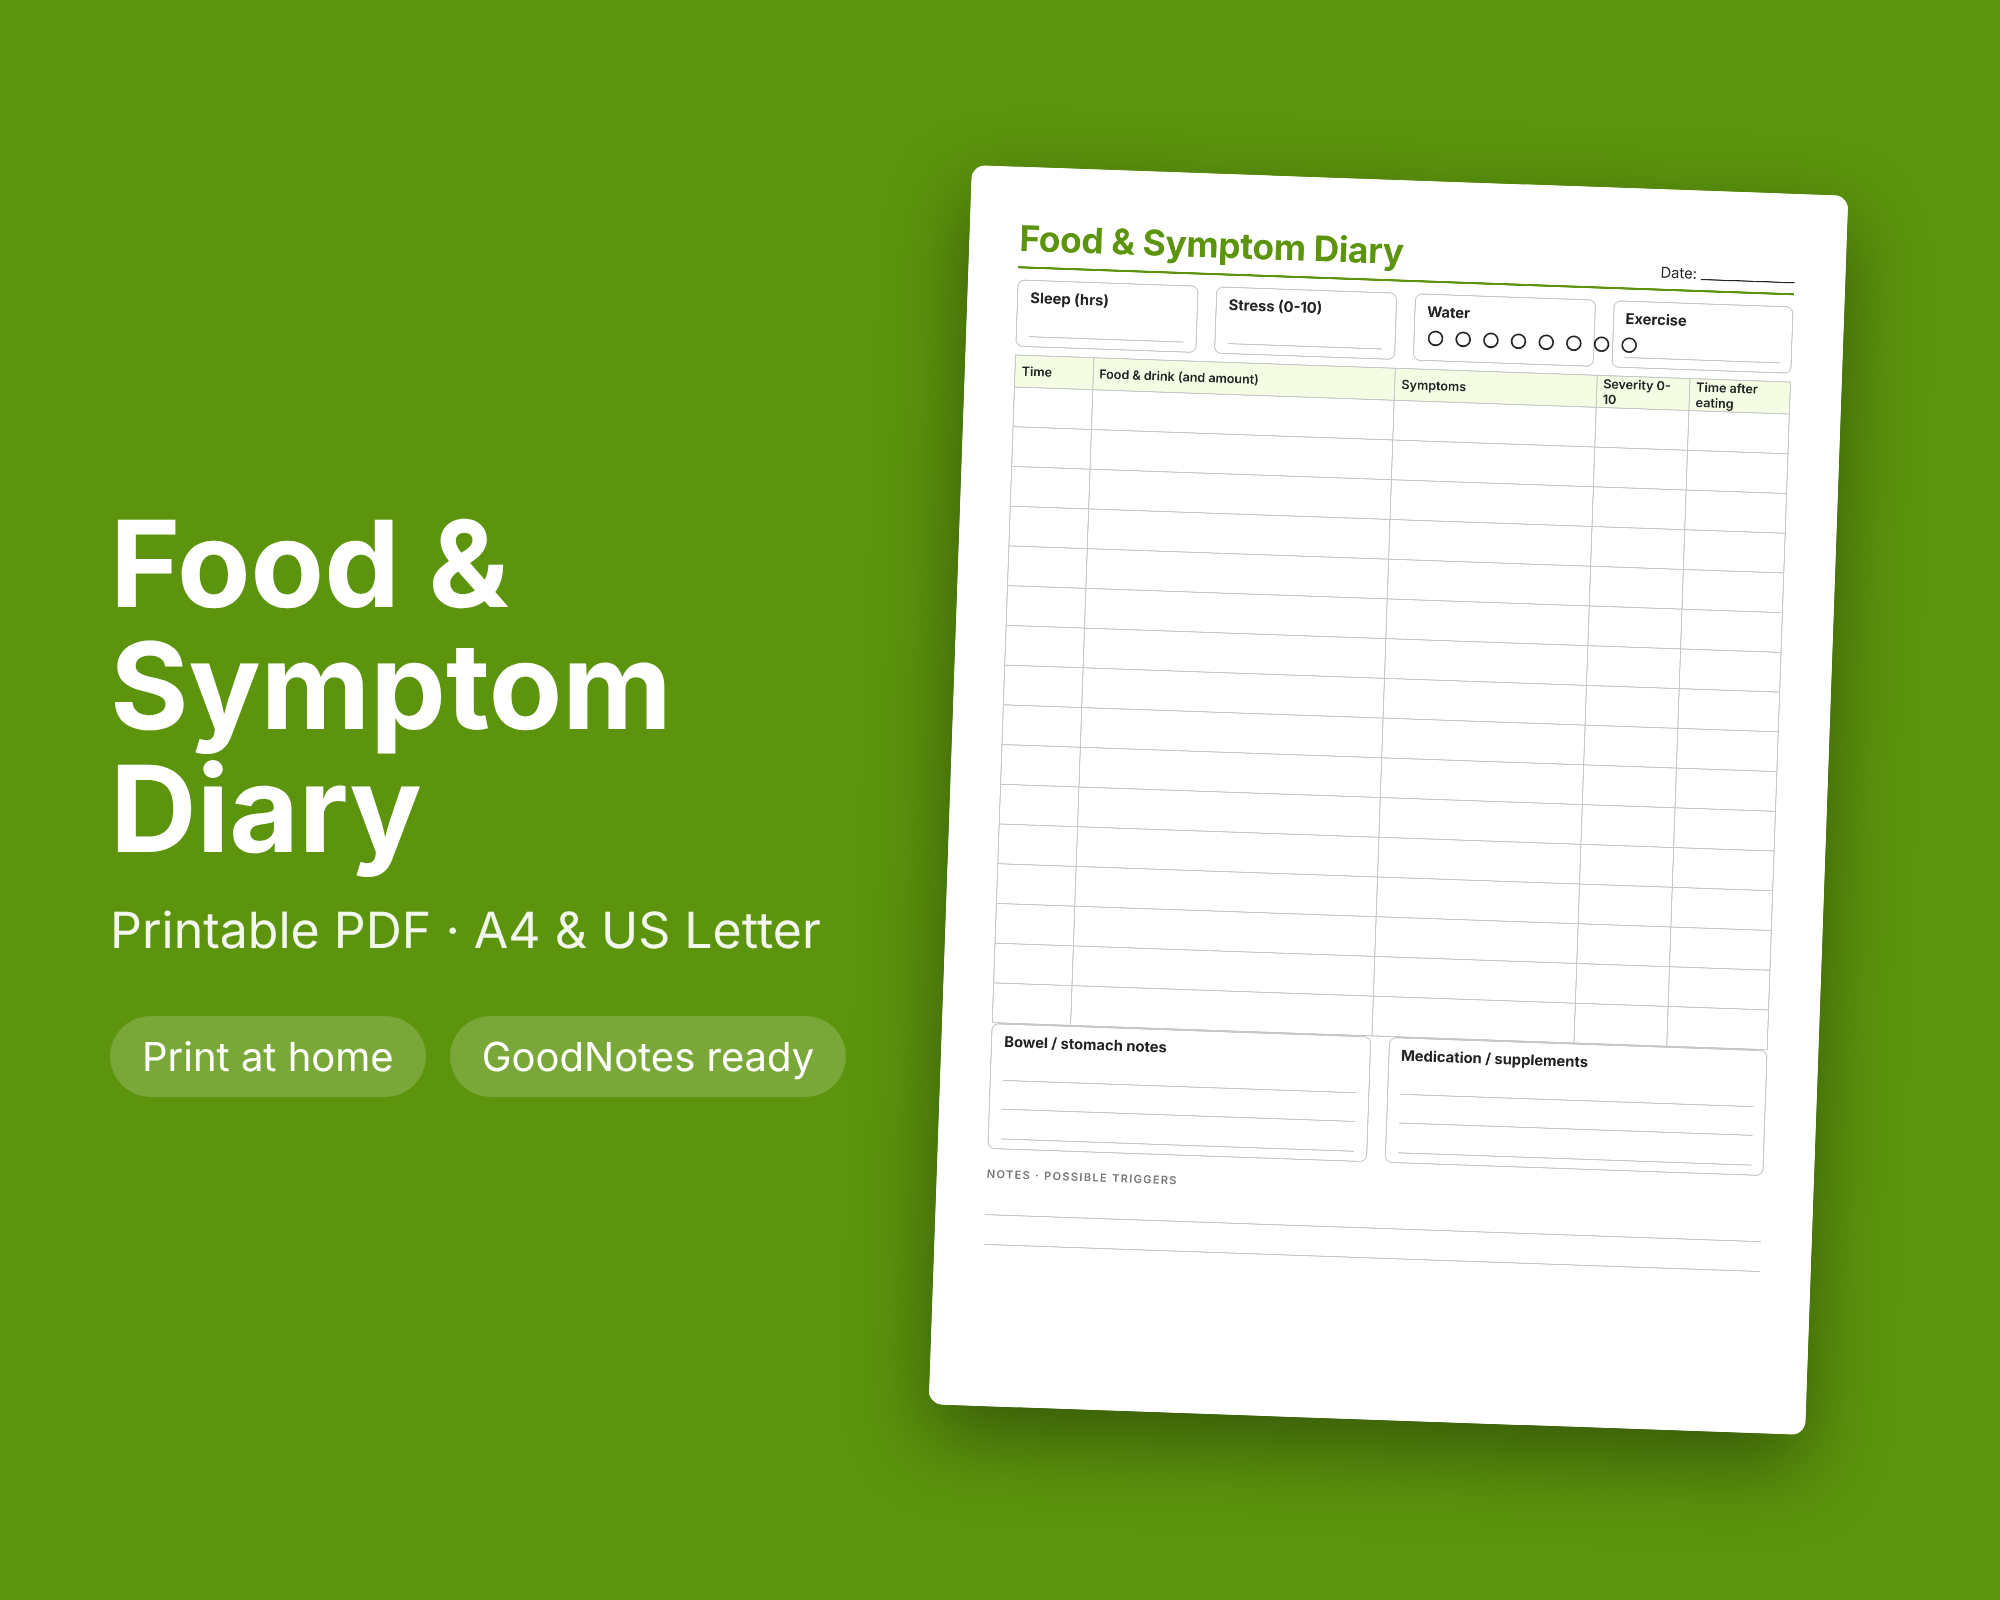 Food &
Symptom
Diary
Printable PDF · A4 & US Letter
Print at home
GoodNotes ready
Food & Symptom Diary
Date:
Sleep (hrs)
Stress (0-10)
Water
Exercise
Time
Food & drink (and amount)
Symptoms
Severity 0-
10
Time after
eating
Bowel / stomach notes
Medication / supplements
NOTES · POSSIBLE TRIGGERS